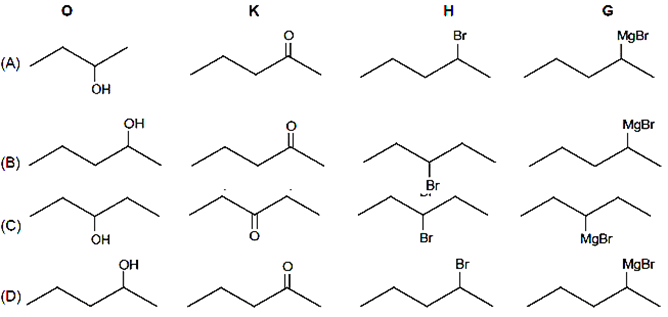 O K H G
(A) OH O Br MgBr
(B) OH O Br MgBr
(C) OH O Br MgBr
(D) OH O Br MgBr